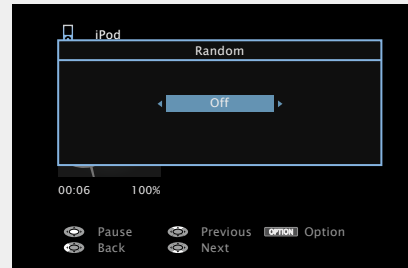 iPod
Random
Off
00:06 100%
Pause Previous OPTION Option
Back Next